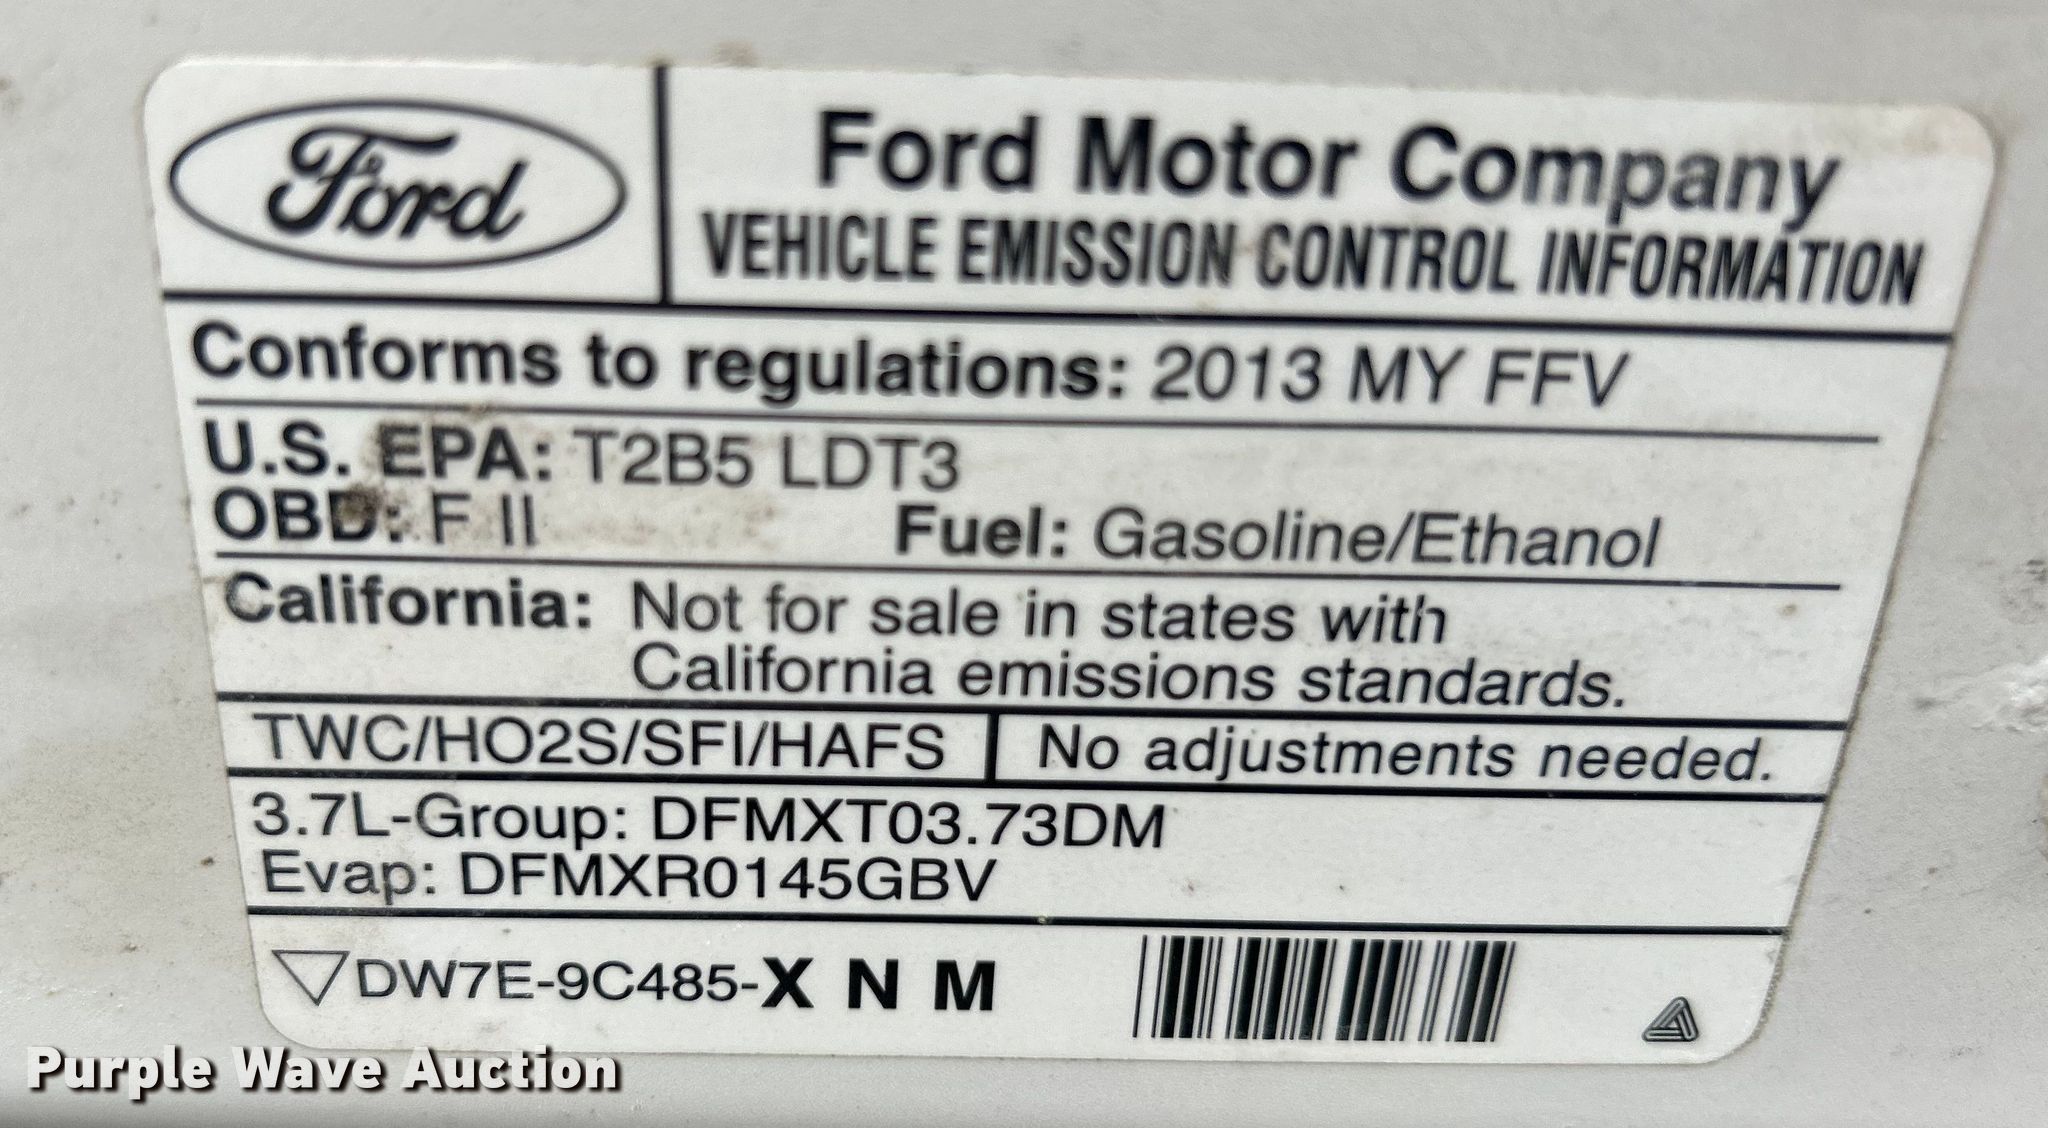 Ford
Ford Motor Company
VEHICLE EMISSION CONTROL INFORMATION
Conforms to regulations: 2013 MY FFV
U.S. EPA: T2B5 LDT3
OBD: F II Fuel: Gasoline/Ethanol
California: Not for sale in states with
California emissions standards.
TWC/HO2S/SFI/HAFS No adjustments needed.
3.7L-Group: DFMXT03.73DM
Evap: DFMXR0145GBV
DW7E-9C485-X N M
Purple Wave Auction